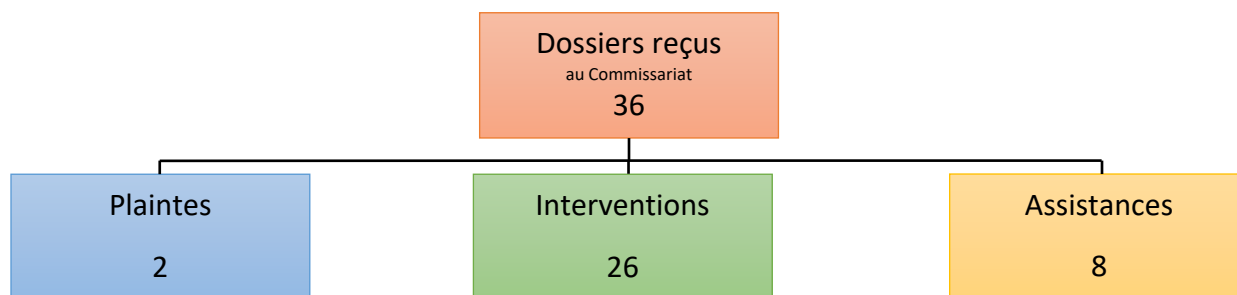 Dossiers reçus
au Commissariat
36
Plaintes
2
Interventions
26
Assistances
8